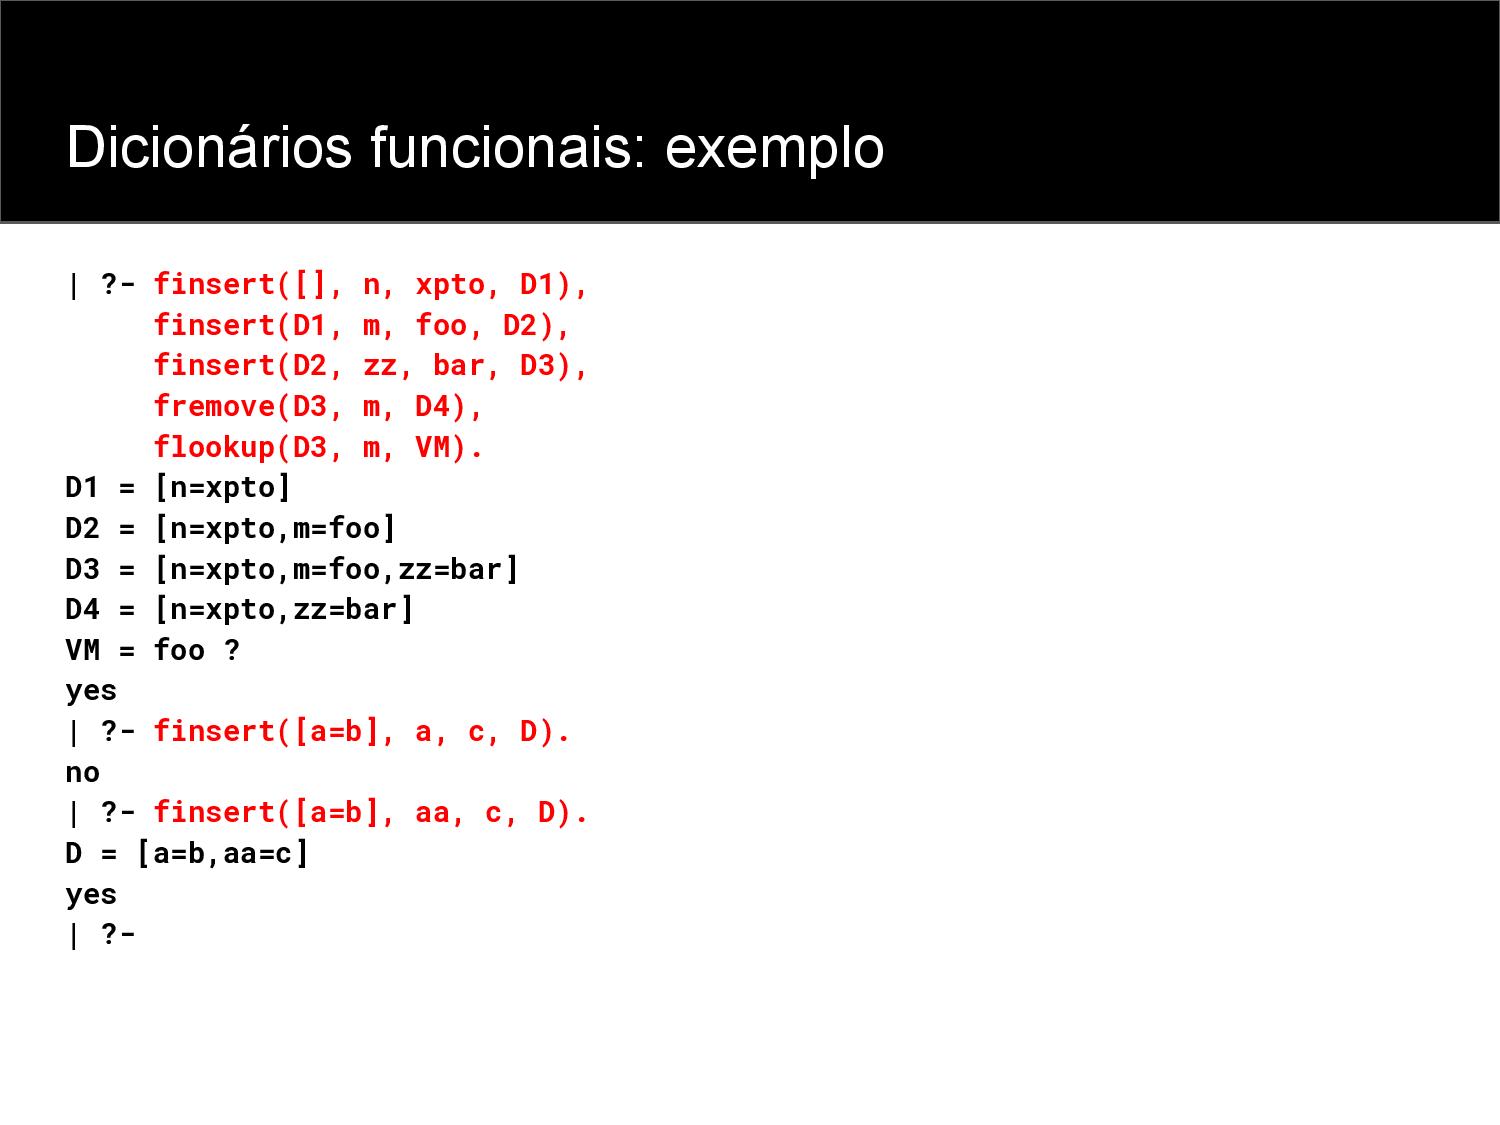 Dicionários funcionais: exemplo
| ?- finsert([], n, xpto, D1),
finsert(D1, m, foo, D2),
finsert(D2, zz, bar, D3),
fremove(D3, m, D4),
flookup(D3, m, VM).
D1 = [n=xpto]
D2 = [n=xpto,m=foo]
D3 = [n=xpto,m=foo,zz=bar]
D4 = [n=xpto,zz=bar]
VM = foo ?
yes
| ?- finsert([a=b], a, c, D).
no
| ?- finsert([a=b], aa, c, D).
D = [a=b,aa=c]
yes
| ?-